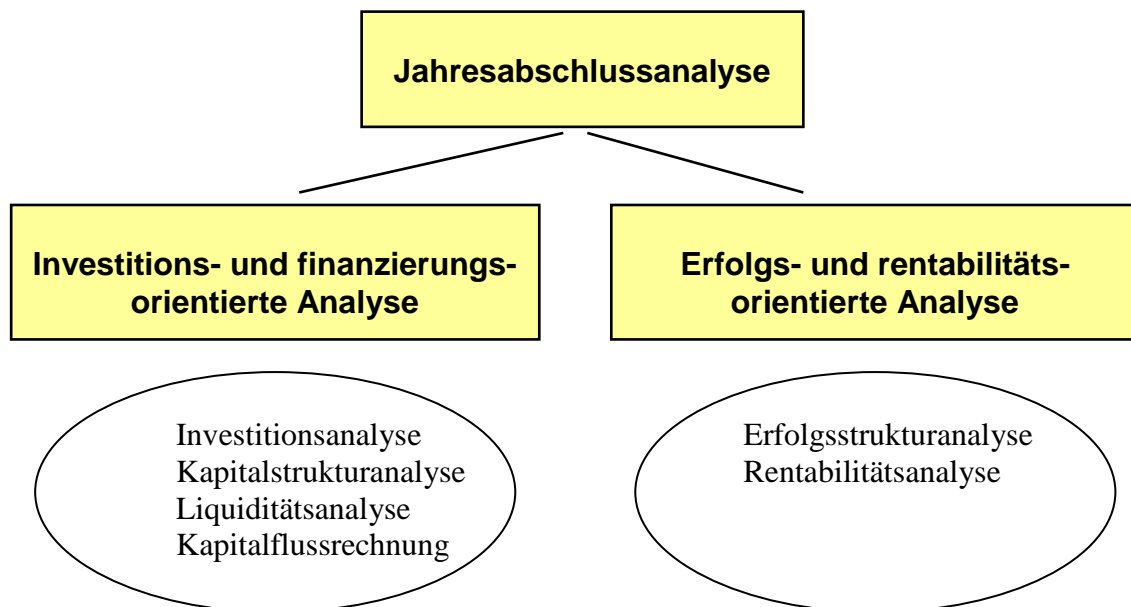 Jahresabschlussanalyse
Investitions- und finanzierungs-
orientierte Analyse
Erfolgs- und rentabilitäts-
orientierte Analyse
Investitionsanalyse
Kapitalstrukturanalyse
Liquiditätsanalyse
Kapitalflussrechnung
Erfolgsstrukturanalyse
Rentabilitätsanalyse